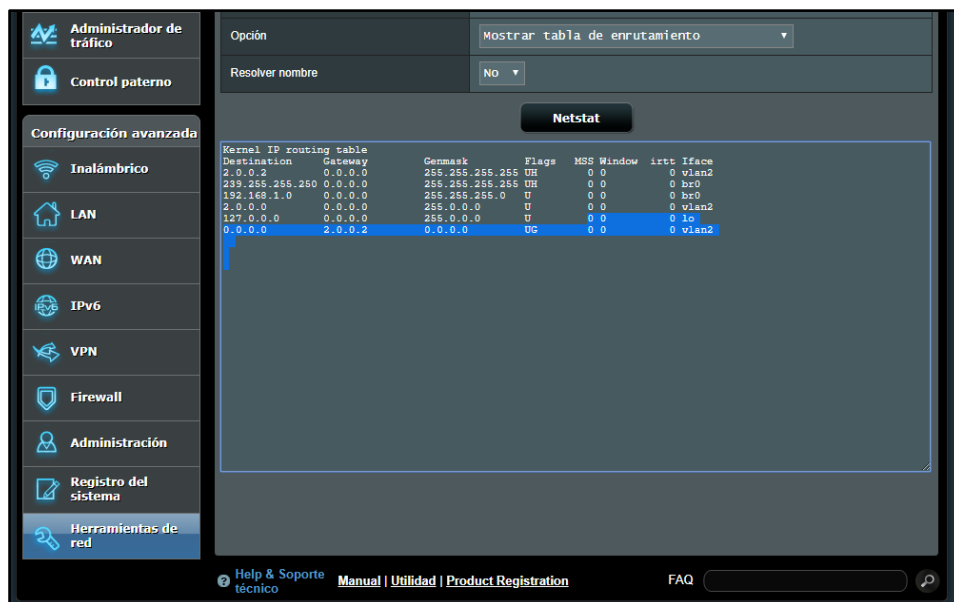 Administrador de
tráfico
Control paterno
Configuración avanzada
Inalámbrico
LAN
WAN
IPv6
IPv6
VPN
Firewall
Administración
Registro del
sistema
Herramientas de
red
Opción Mostrar tabla de enrutamiento
Resolver nombre No
Netstat
Kernel IP routing table
Destination Gateway Genmask Flags MSS Window irtt Iface
2.0.0.2 0.0.0.0 255.255.255.255 UH 0 0 0 vlan2
239.255.255.250 0.0.0.0 255.255.255.255 UH 0 0 0 br0
192.168.1.0 0.0.0.0 255.255.255.0 U 0 0 0 br0
2.0.0.0 0.0.0.0 255.0.0.0 U 0 0 0 vlan2
127.0.0.0 0.0.0.0 255.0.0.0 U 0 0 0 lo
0.0.0.0 2.0.0.2 0.0.0.0 UG 0 0 0 vlan2
Help & Soporte
técnico
Manual | Utilidad | Product Registration
FAQ